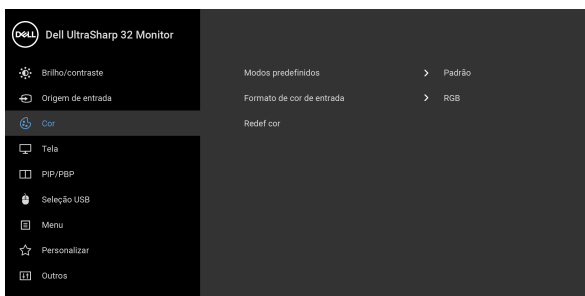 DELL Dell UltraSharp 32 Monitor
Brilho/contraste
Origem de entrada
Cor
Tela
PIP/PBP
Seleção USB
Menu
Personalizar
Outros
Modos predefinidos > Padrão
Formato de cor de entrada > RGB
Redef cor